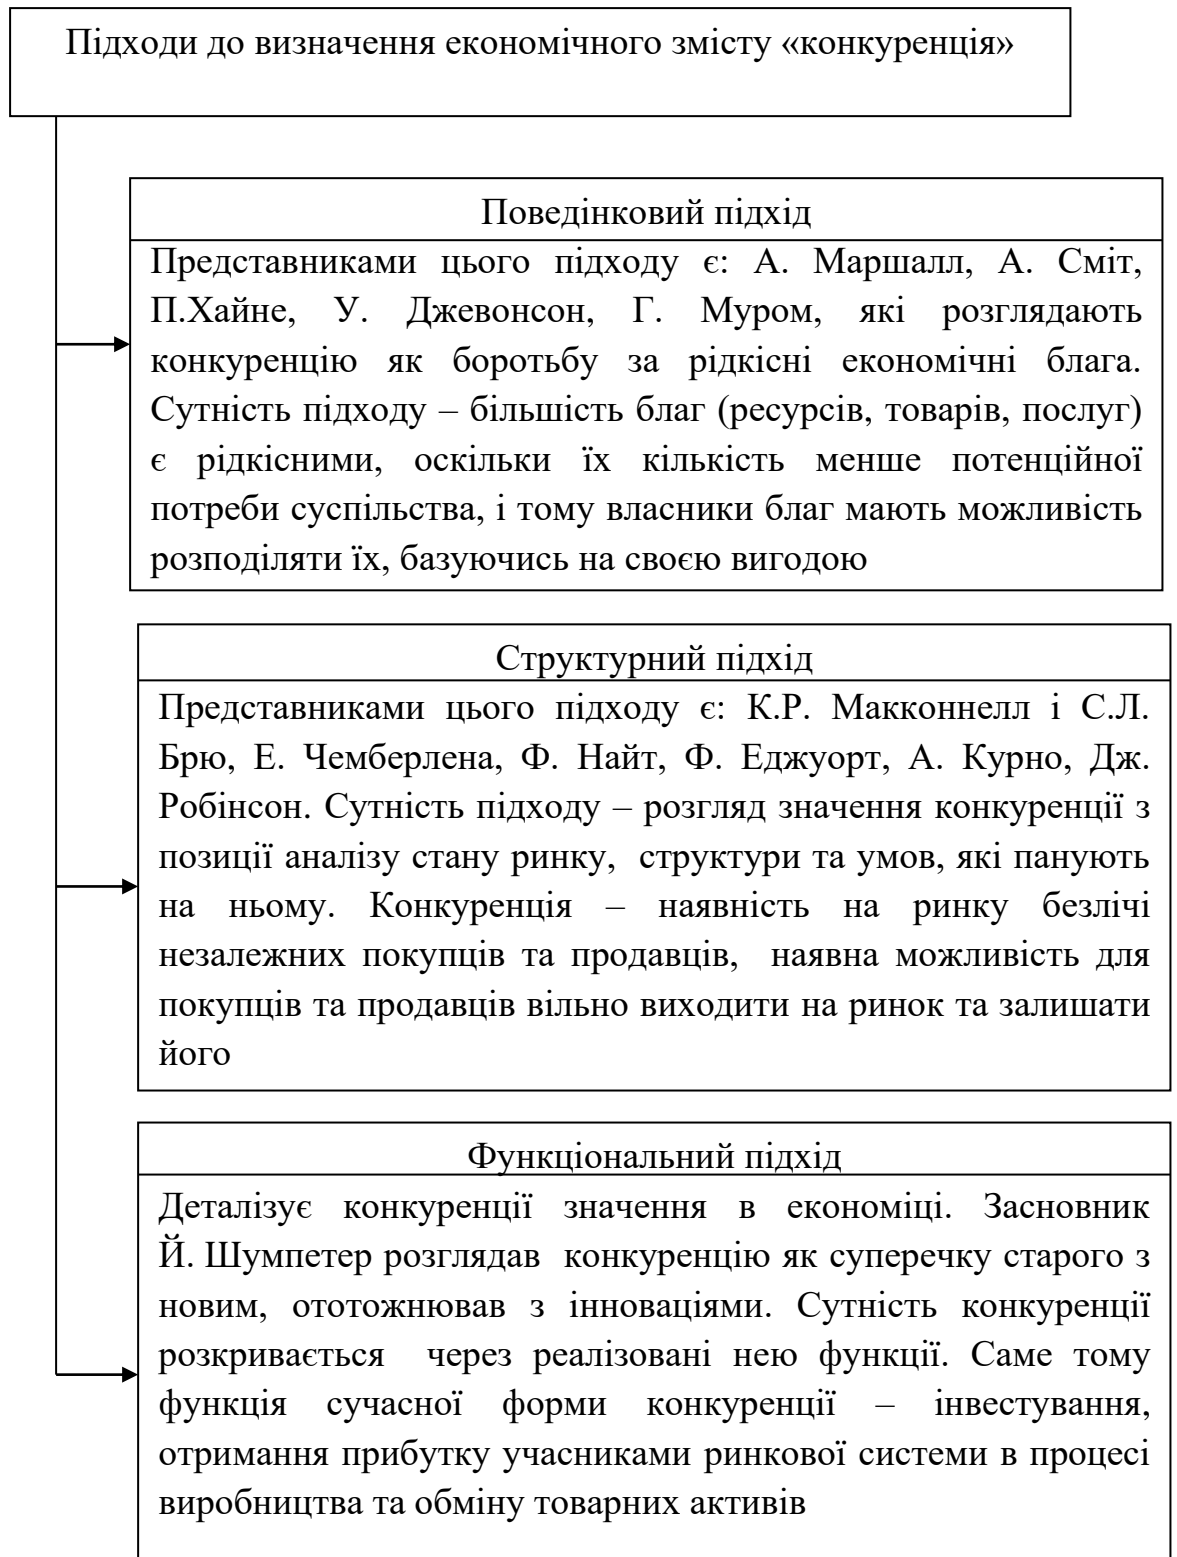 Підходи до визначення економічного змісту «конкуренція»
Поведінковий підхід
Представниками цього підходу є: А. Маршалл, А. Сміт,
П.Хайне, У. Джевонсон, Г. Муром, які розглядають
конкуренцію як боротьбу за рідкісні економічні блага.
Сутність підходу – більшість благ (ресурсів, товарів, послуг)
є рідкісними, оскільки їх кількість менше потенційної
потреби суспільства, і тому власники благ мають можливість
розподіляти їх, базуючись на своєю вигодою
Структурний підхід
Представниками цього підходу є: К.Р. Макконнелл і С.Л.
Брю, Е. Чемберлена, Ф. Найт, Ф. Еджуорт, А. Курно, Дж.
Робінсон. Сутність підходу – розгляд значення конкуренції з
позиції аналізу стану ринку, структури та умов, які панують
на ньому. Конкуренція – наявність на ринку безлічі
незалежних покупців та продавців, наявна можливість для
покупців та продавців вільно виходити на ринок та залишати
його
Функціональний підхід
Деталізує конкуренції значення в економіці. Засновник
Й. Шумпетер розглядав конкуренцію як суперечку старого з
новим, ототожнював з інноваціями. Сутність конкуренції
розкривається через реалізовані нею функції. Саме тому
функція сучасної форми конкуренції – інвестування,
отримання прибутку учасниками ринкової системи в процесі
виробництва та обміну товарних активів